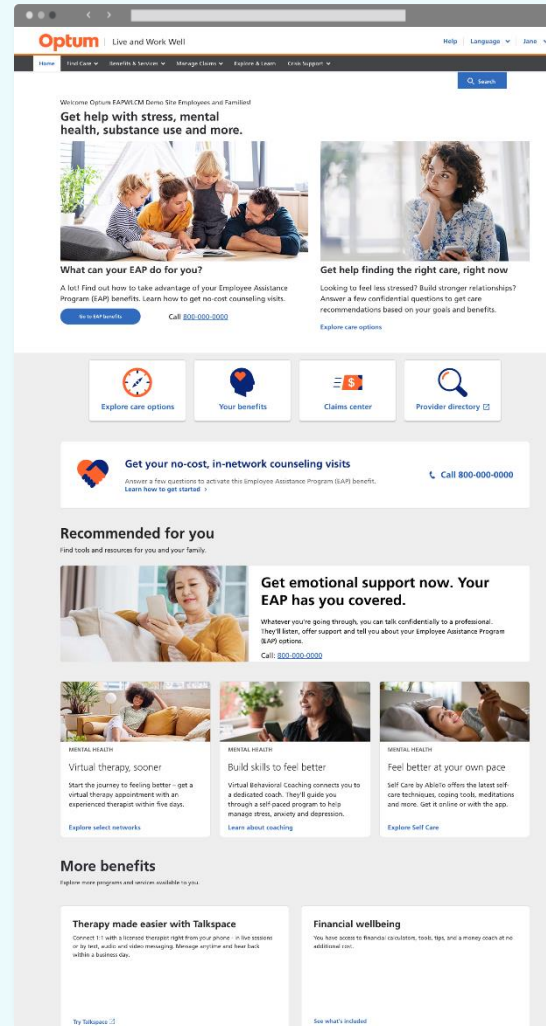 Optum Live and Work Well
Help Language Jane
Home Find Care Benefits & Services Manage Claims Explore & Learn Crisis Support
Search
Welcome Optum EAP/WLCM Demo Site Employees and Families!
Get help with stress, mental
health, substance use and more.
What can your EAP do for you?
A lot! Find out how to take advantage of your Employee Assistance
Program (EAP) benefits. Learn how to get no-cost counseling visits.
Go to EAP benefits Call 800-000-0000
Get help finding the right care, right now
Looking to feel less stressed? Build stronger relationships?
Answer a few confidential questions to get care
recommendations based on your goals and benefits.
Explore care options
Explore care options
Your benefits
Claims center
Provider directory
Get your no-cost, in-network counseling visits
Answer a few questions to activate this Employee Assistance Program (EAP) benefit.
Learn how to get started
Call 800-000-0000
Recommended for you
Find tools and resources for you and your family.
Get emotional support now. Your
EAP has you covered.
Whatever you're going through, you can talk confidentially to a professional.
They'll listen, offer support and tell you about your Employee Assistance Program
(EAP) options.
Call: 800-000-0000
MENTAL HEALTH
Virtual therapy, sooner
Start the journey to feeling better – get a
virtual therapy appointment with an
experienced therapist within five days.
Explore select networks
MENTAL HEALTH
Build skills to feel better
Virtual Behavioral Coaching connects you to
a dedicated coach. They'll guide you
through a self-paced program to help
manage stress, anxiety and depression.
Learn about coaching
MENTAL HEALTH
Feel better at your own pace
Self Care by AbleTo offers the latest self-
care techniques, coping tools, meditations
and more. Get it online or with the app.
Explore Self Care
More benefits
Explore more programs and services available to you.
Therapy made easier with Talkspace
Connect 1:1 with a licensed therapist right from your phone - in live sessions
or by text, audio and video messaging. Message anytime and hear back
within a business day.
Try Talkspace
Financial wellbeing
You have access to financial calculators, tools, tips, and a money coach at no
additional cost.
See what's included